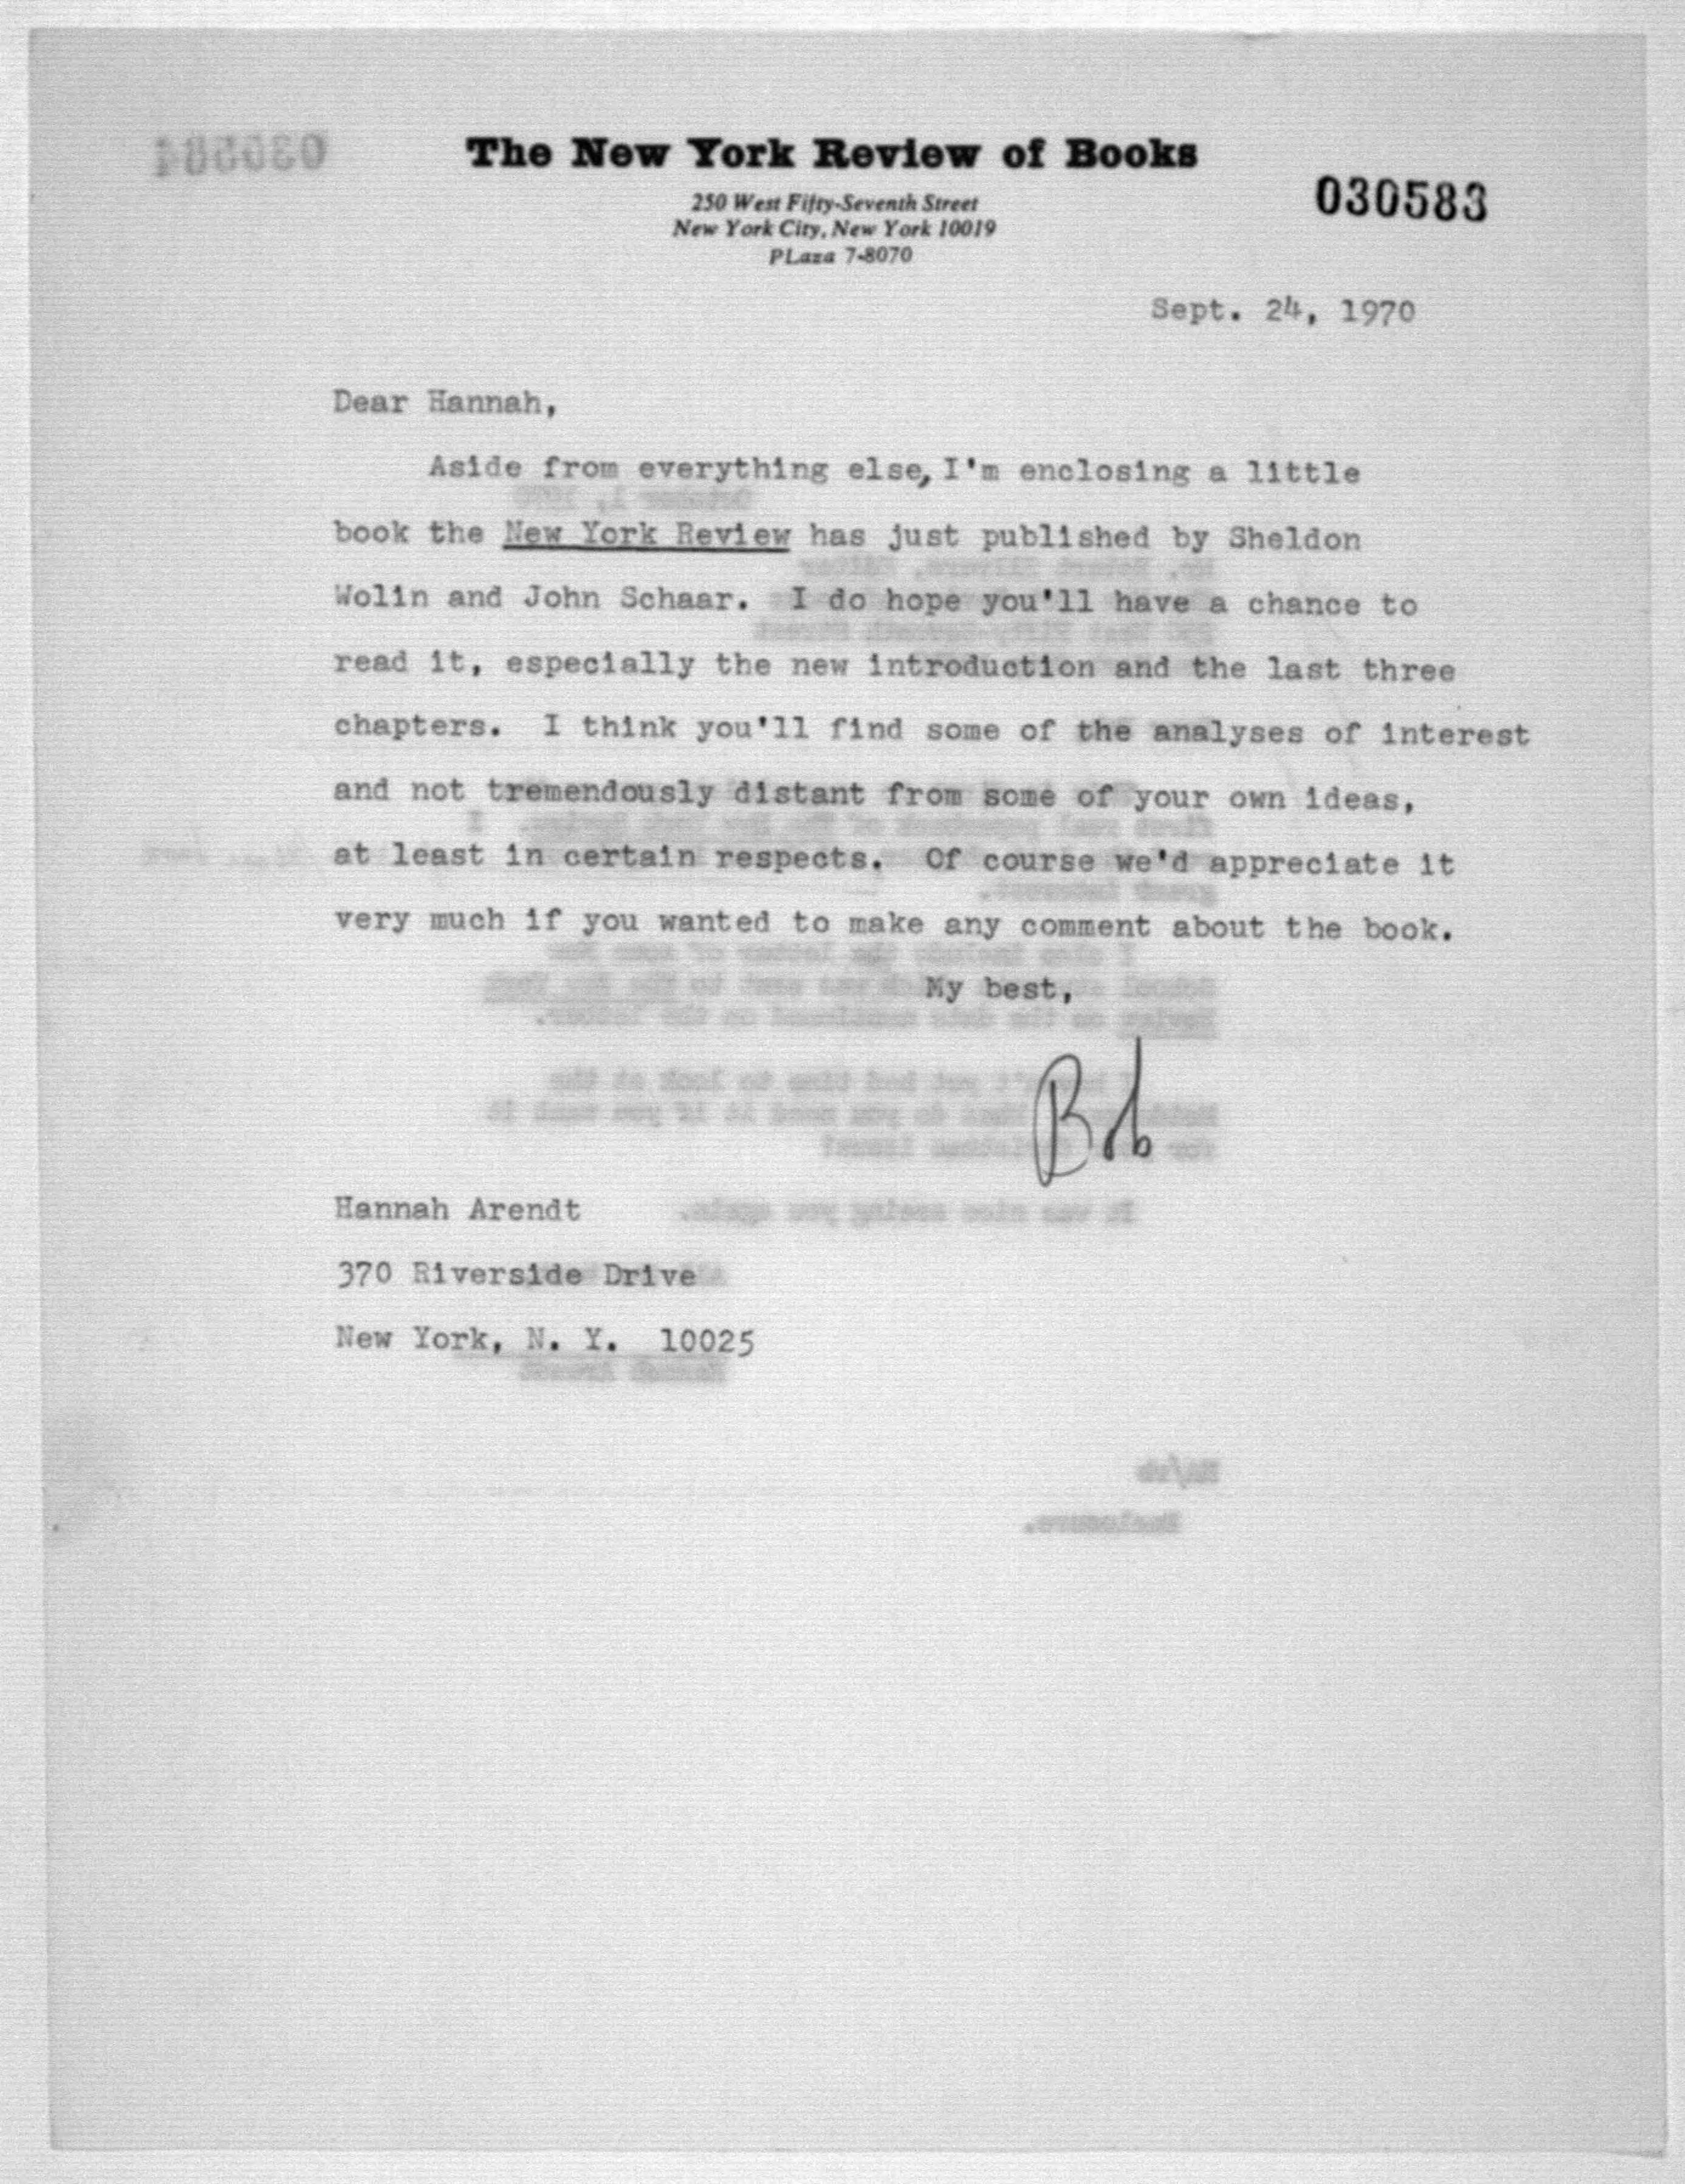 The New York Review of Books
250 West Fifty-Seventh Street
New York City, New York 10019
PLaza 7-8070
030584
030583
Sept. 24, 1970
Dear Hannah,
Aside from everything else, I'm enclosing a little
book the New York Review has just published by Sheldon
Wolin and John Schaar. I do hope you'll have a chance to
read it, especially the new introduction and the last three
chapters. I think you'll find some of the analyses of interest
and not tremendously distant from some of your own ideas,
at least in certain respects. Of course we'd appreciate it
very much if you wanted to make any comment about the book.
My best,
Bob
Hannah Arendt
370 Riverside Drive
New York, N. Y. 10025